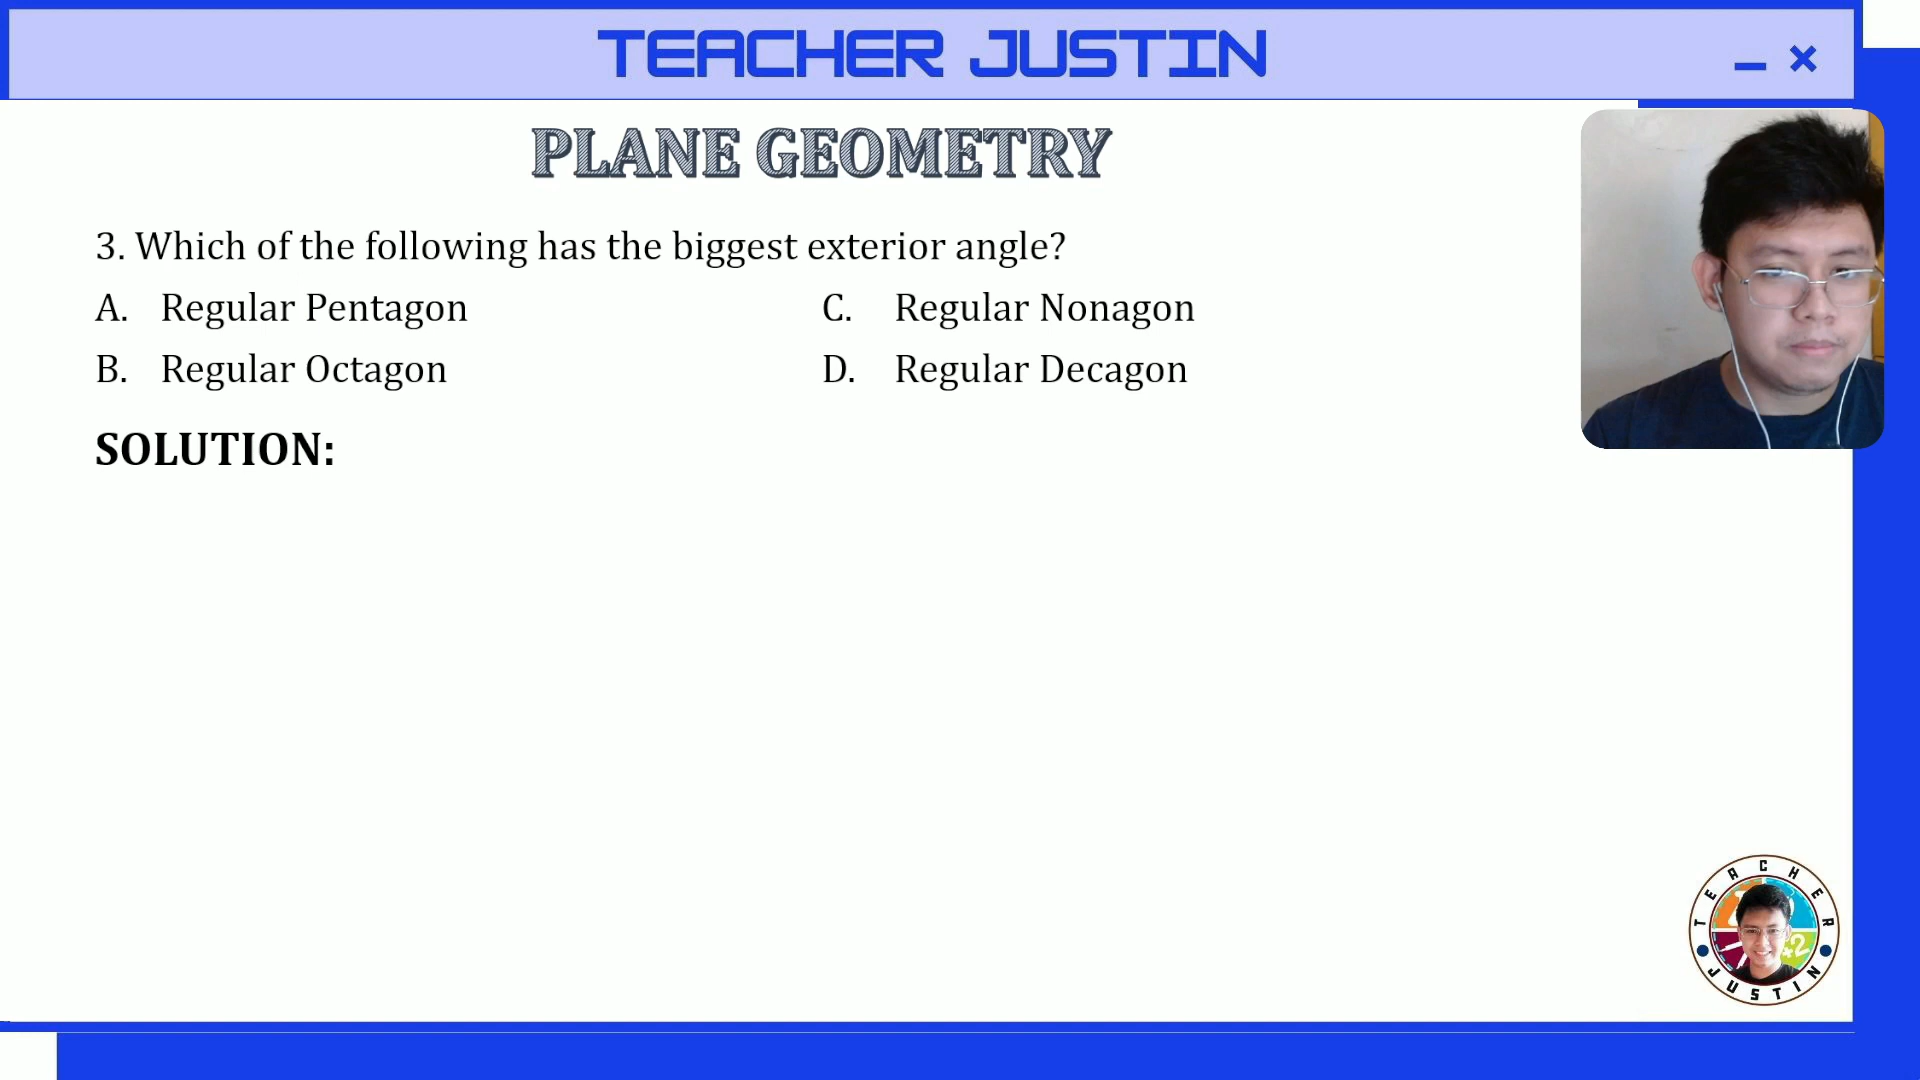 TEACHER JUSTIN
PLANE GEOMETRY
3. Which of the following has the biggest exterior angle?
A. Regular Pentagon
C. Regular Nonagon
B. Regular Octagon
D. Regular Decagon
SOLUTION:
TEACHER
JUSTIN